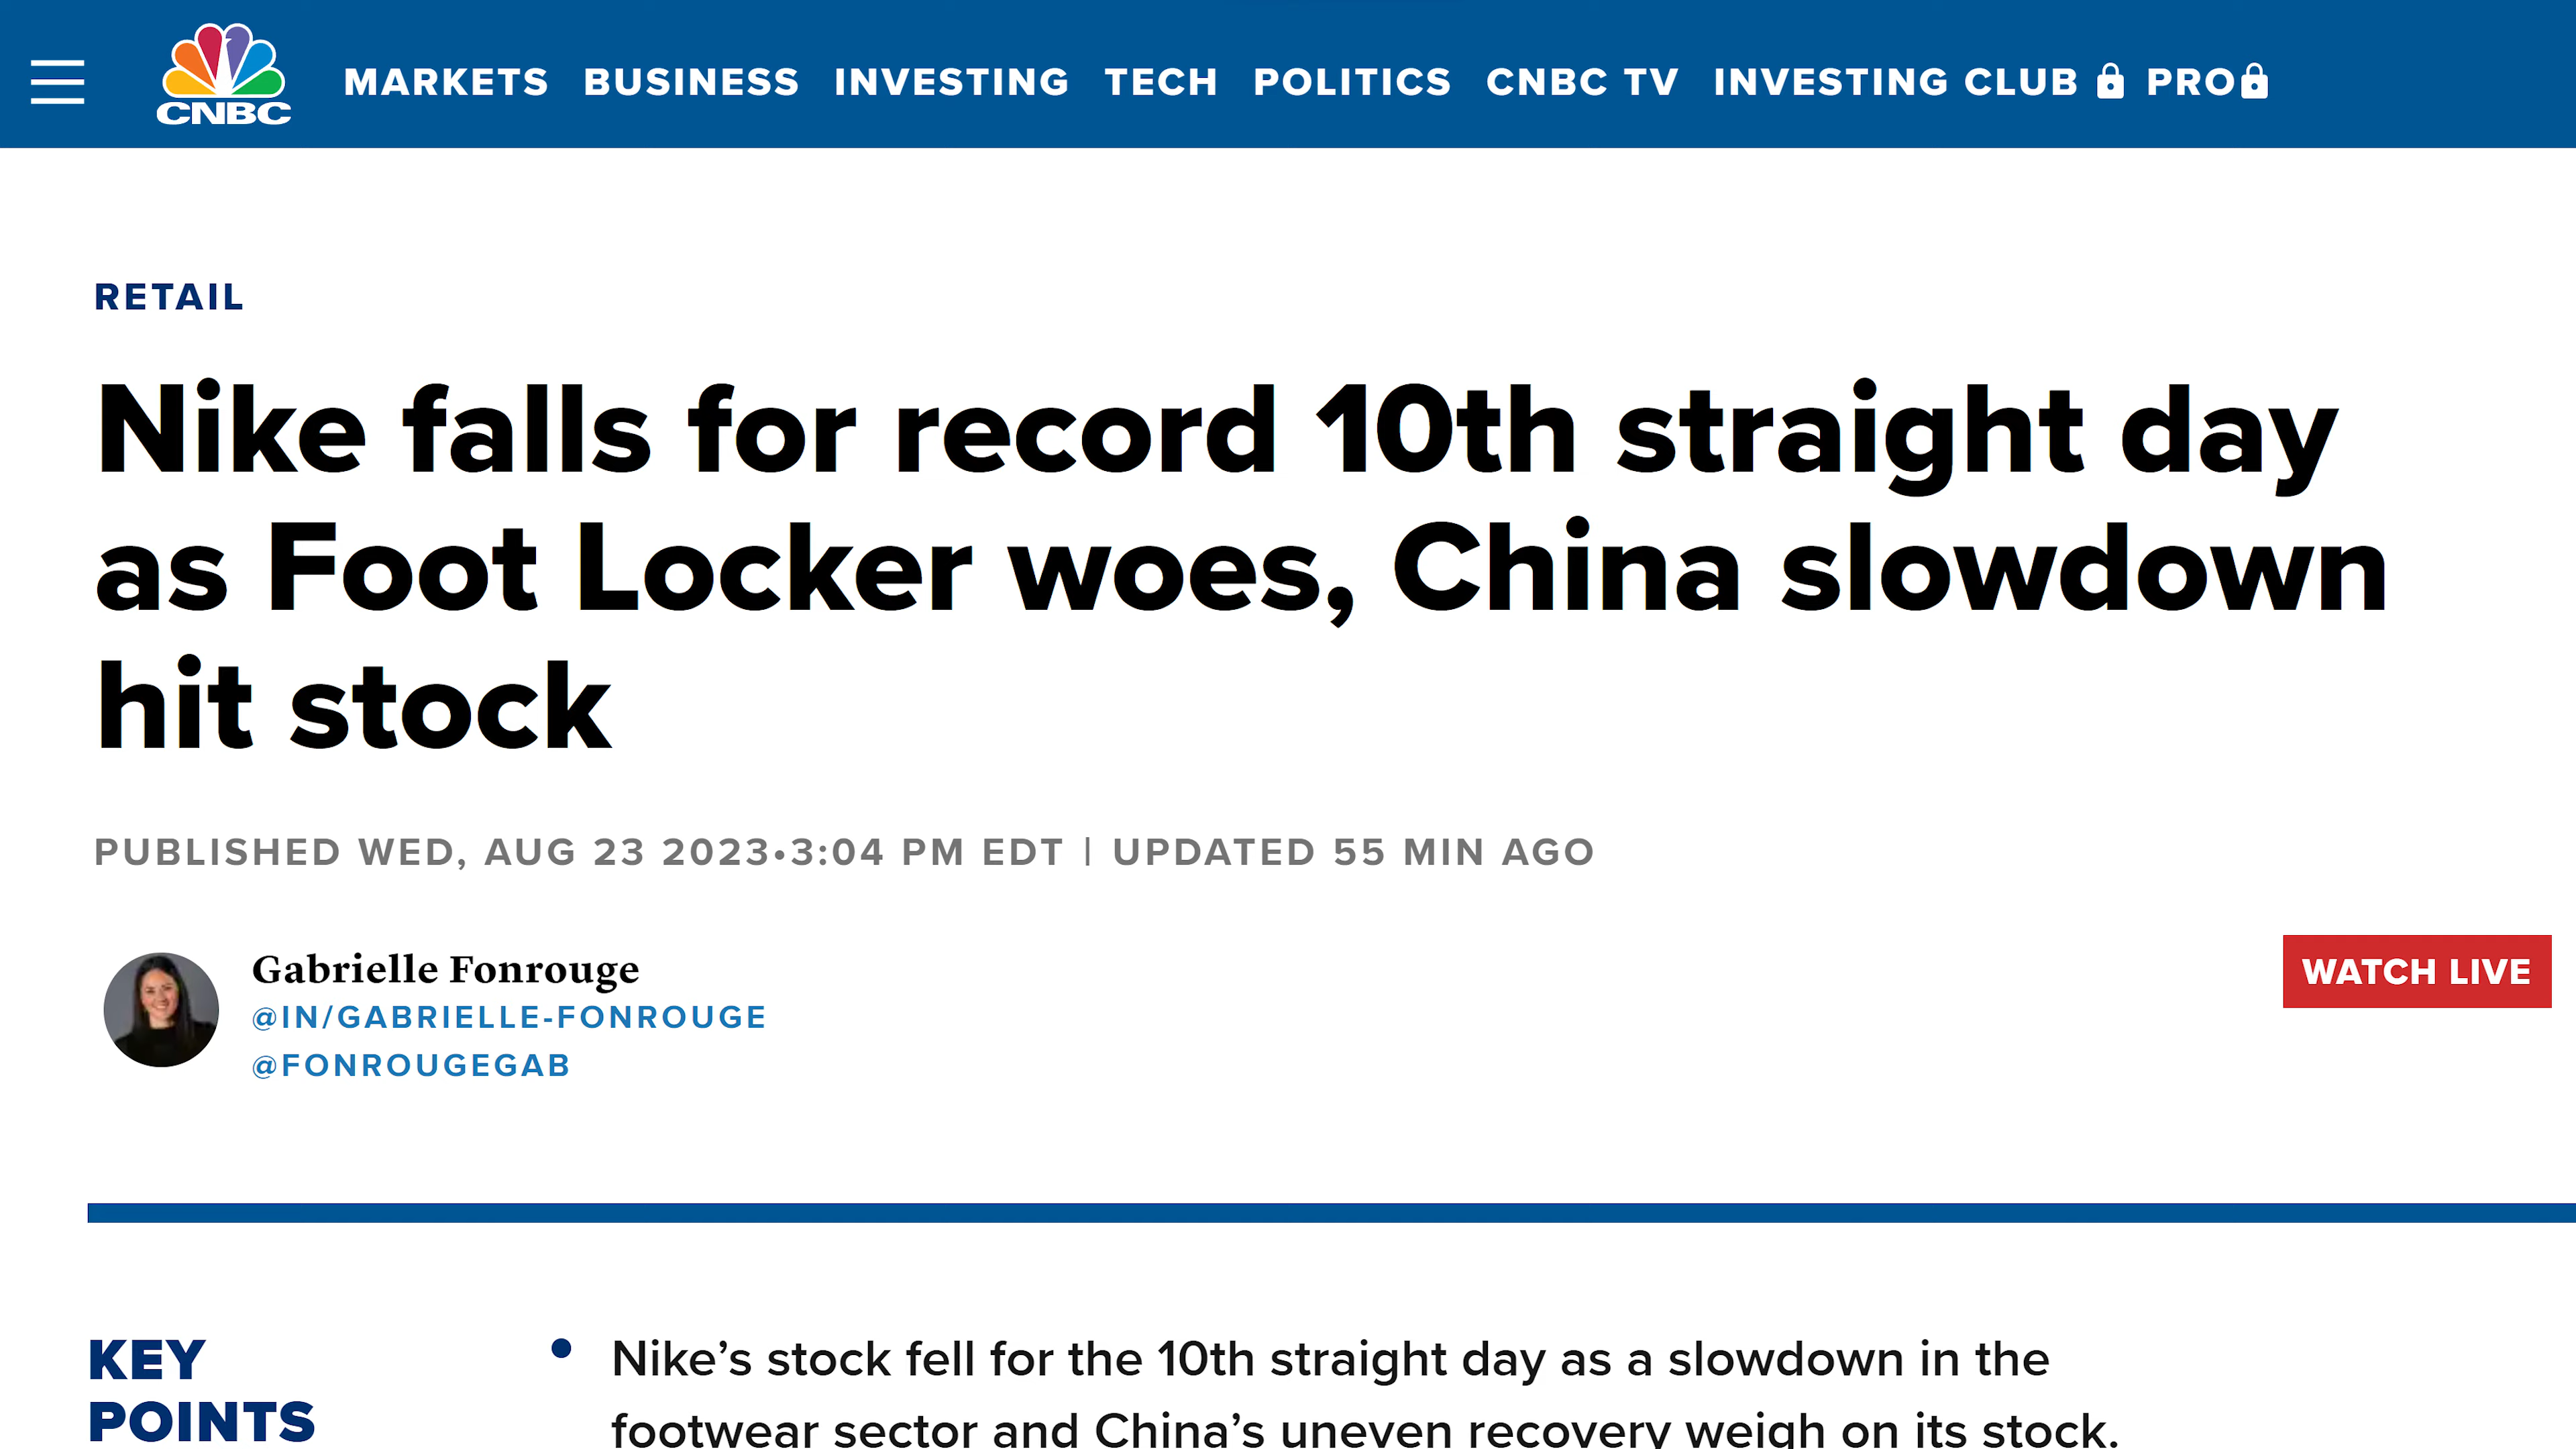 CNBC
MARKETS BUSINESS INVESTING TECH POLITICS CNBC TV INVESTING CLUB PRO
RETAIL
Nike falls for record 10th straight day
as Foot Locker woes, China slowdown
hit stock
PUBLISHED WED, AUG 23 2023•3:04 PM EDT | UPDATED 55 MIN AGO
Gabrielle Fonrouge
@IN/GABRIELLE-FONROUGE
@FONROUGEGAB
WATCH LIVE
KEY
POINTS
• Nike’s stock fell for the 10th straight day as a slowdown in the
footwear sector and China’s uneven recovery weigh on its stock.